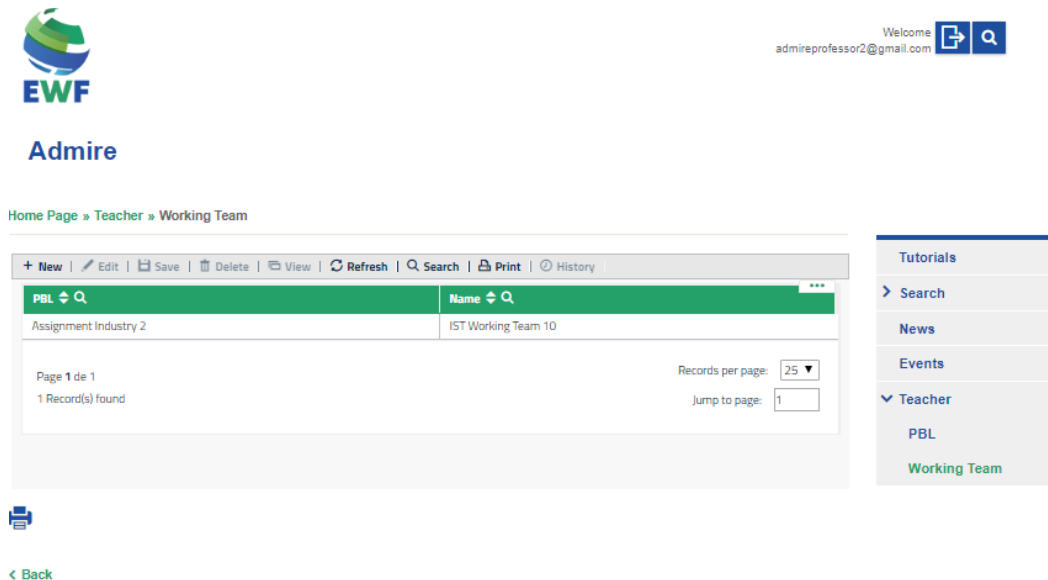 EWF
Welcome
admireprofessor2@gmail.com
Admire
Home Page » Teacher » Working Team
+ New | Edit | Save | Delete | View | Refresh | Search | Print | History
PBL Name
Assignment Industry 2 IST Working Team 10
Page 1 de 1 Records per page: 25
1 Record(s) found Jump to page: 1
Tutorials
Search
News
Events
Teacher
PBL
Working Team
< Back